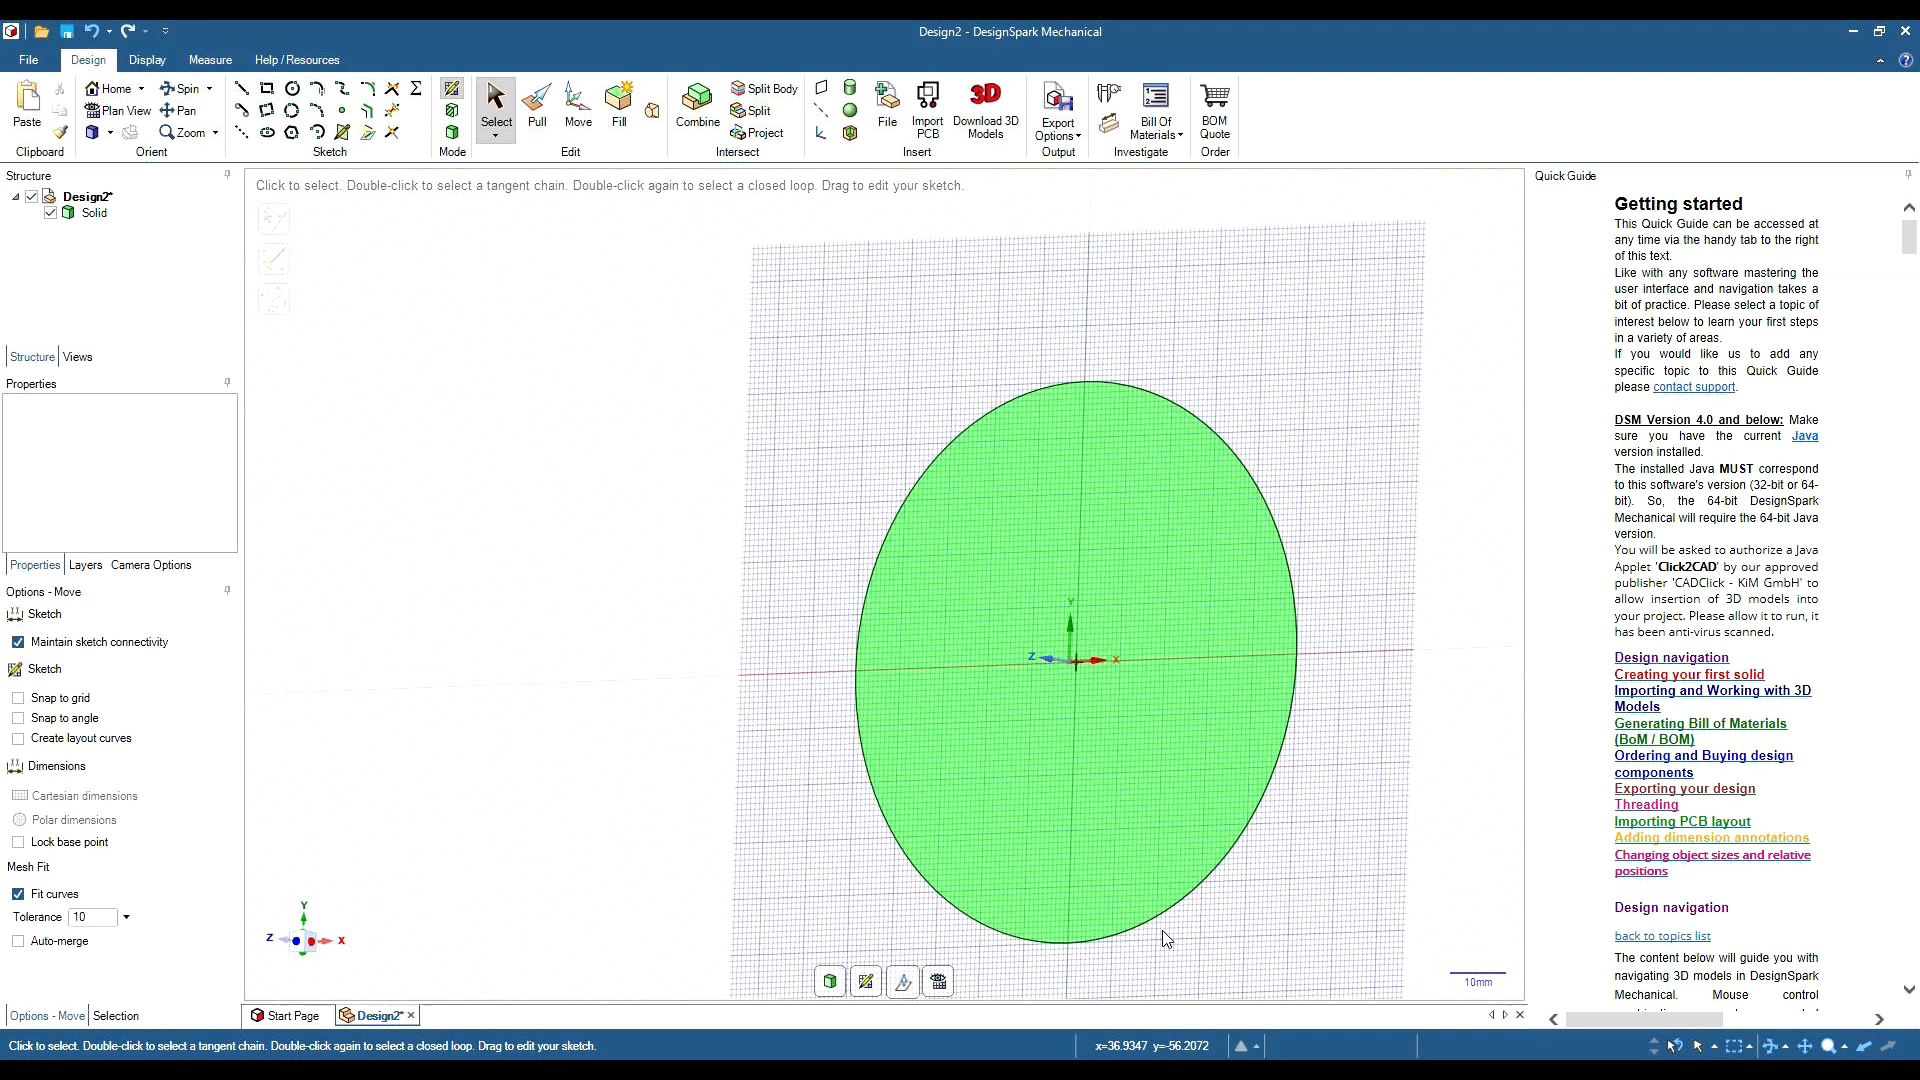 Design2 - DesignSpark Mechanical
File Design Display Measure Help / Resources
Home Spin
Plan View Pan
Zoom
Paste
Select Pull Move Fill
Combine
Split Body
Split
Project
File Import PCB Download 3D Models
Export Options
Bill Of Materials
BOM Quote
Clipboard Orient Sketch Mode Edit Intersect Insert Output Investigate Order
Structure
Design2*
Solid
Structure Views
Properties
Properties Layers Camera Options
Options - Move
Sketch
Maintain sketch connectivity
Sketch
Snap to grid
Snap to angle
Create layout curves
Dimensions
Cartesian dimensions
Polar dimensions
Lock base point
Mesh Fit
Fit curves
Tolerance 10
Auto-merge
Options - Move Selection
Click to select. Double-click to select a tangent chain. Double-click again to select a closed loop. Drag to edit your sketch.
Y
Z X
Y
Z X
10mm
Start Page Design2*
Quick Guide
Getting started
This Quick Guide can be accessed at
any time via the handy tab to the right
of this text.
Like with any software mastering the
user interface and navigation takes a
bit of practice. Please select a topic of
interest below to learn your first steps
in a variety of areas.
If you would like us to add any
specific topic to this Quick Guide
please contact support.
DSM Version 4.0 and below: Make
sure you have the current Java
version installed.
The installed Java MUST correspond
to this software's version (32-bit or 64-
bit). So, the 64-bit DesignSpark
Mechanical will require the 64-bit Java
version.
You will be asked to authorize a Java
Applet 'Click2CAD' by our approved
publisher 'CADClick - KiM GmbH' to
allow insertion of 3D models into
your project. Please allow it to run, it
has been anti-virus scanned.
Design navigation
Creating your first solid
Importing and Working with 3D
Models
Generating Bill of Materials
(BoM / BOM)
Ordering and Buying design
components
Exporting your design
Threading
Importing PCB layout
Adding dimension annotations
Changing object sizes and relative
positions
Design navigation
back to topics list
The content below will guide you with
navigating 3D models in DesignSpark
Mechanical. Mouse control
Click to select. Double-click to select a tangent chain. Double-click again to select a closed loop. Drag to edit your sketch.
x=36.9347 y=-56.2072